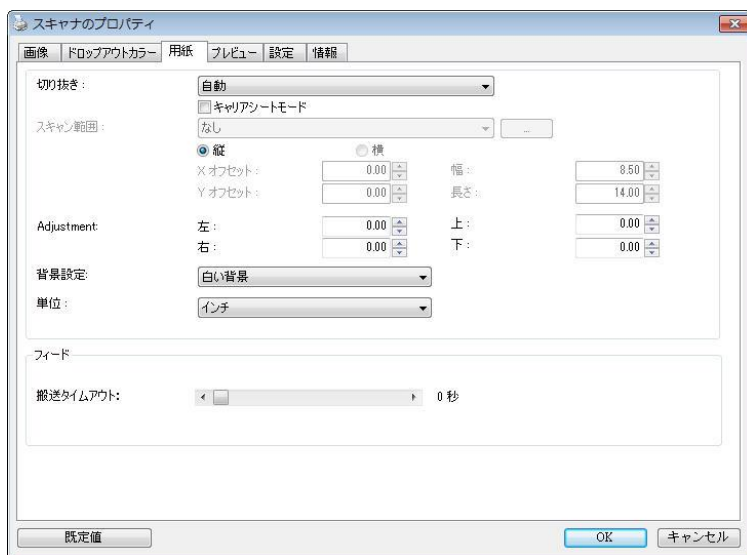 スキャナのプロパティ
画像 ドロップアウトカラー 用紙 プレビュー 設定 情報
切り抜き： 自動
キャリアシートモード
スキャン範囲： なし ...
縦 横
X オフセット： 0.00 幅： 8.50
Y オフセット： 0.00 長さ： 14.00
Adjustment: 左： 0.00 上： 0.00
右： 0.00 下： 0.00
背景設定: 白い背景
単位： インチ
フィード
搬送タイムアウト: 0 秒
既定値 OK キャンセル